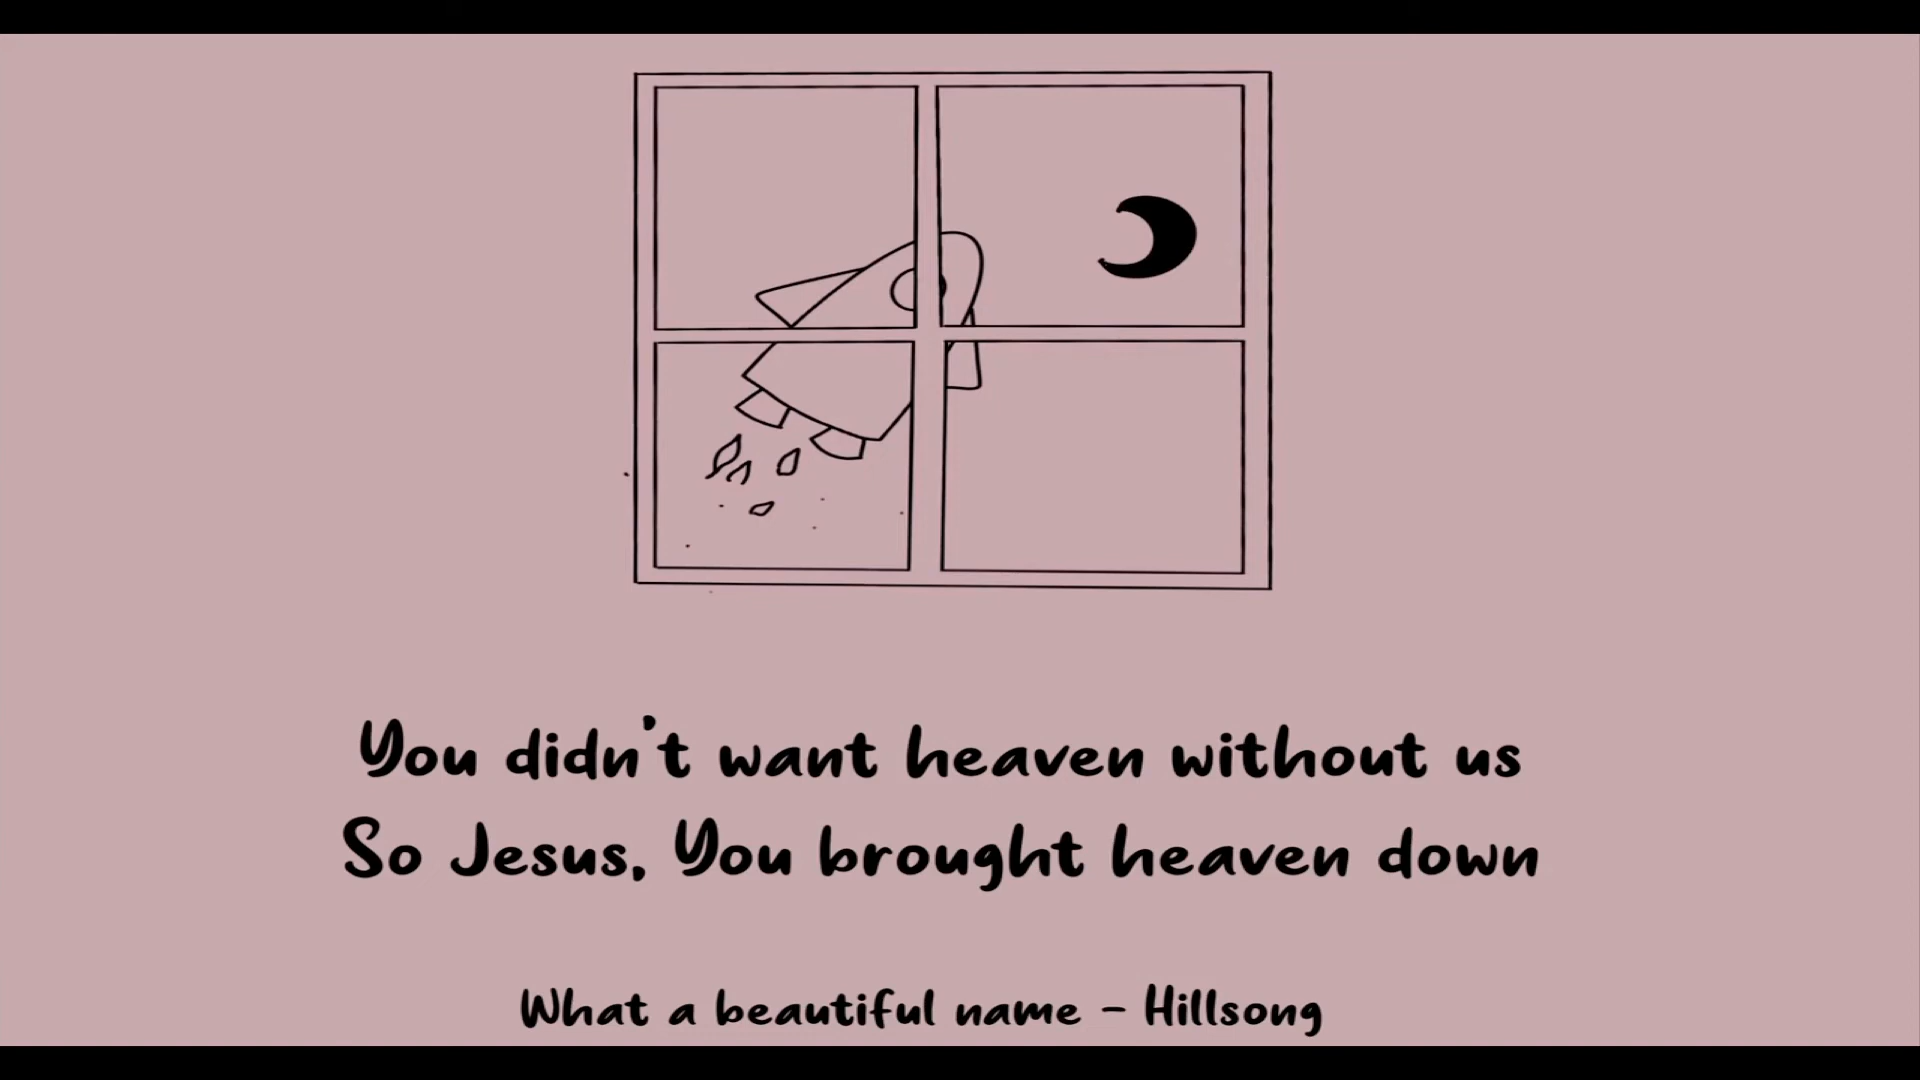 You didn't want heaven without us
So Jesus, You brought heaven down
What a beautiful name - Hillsong